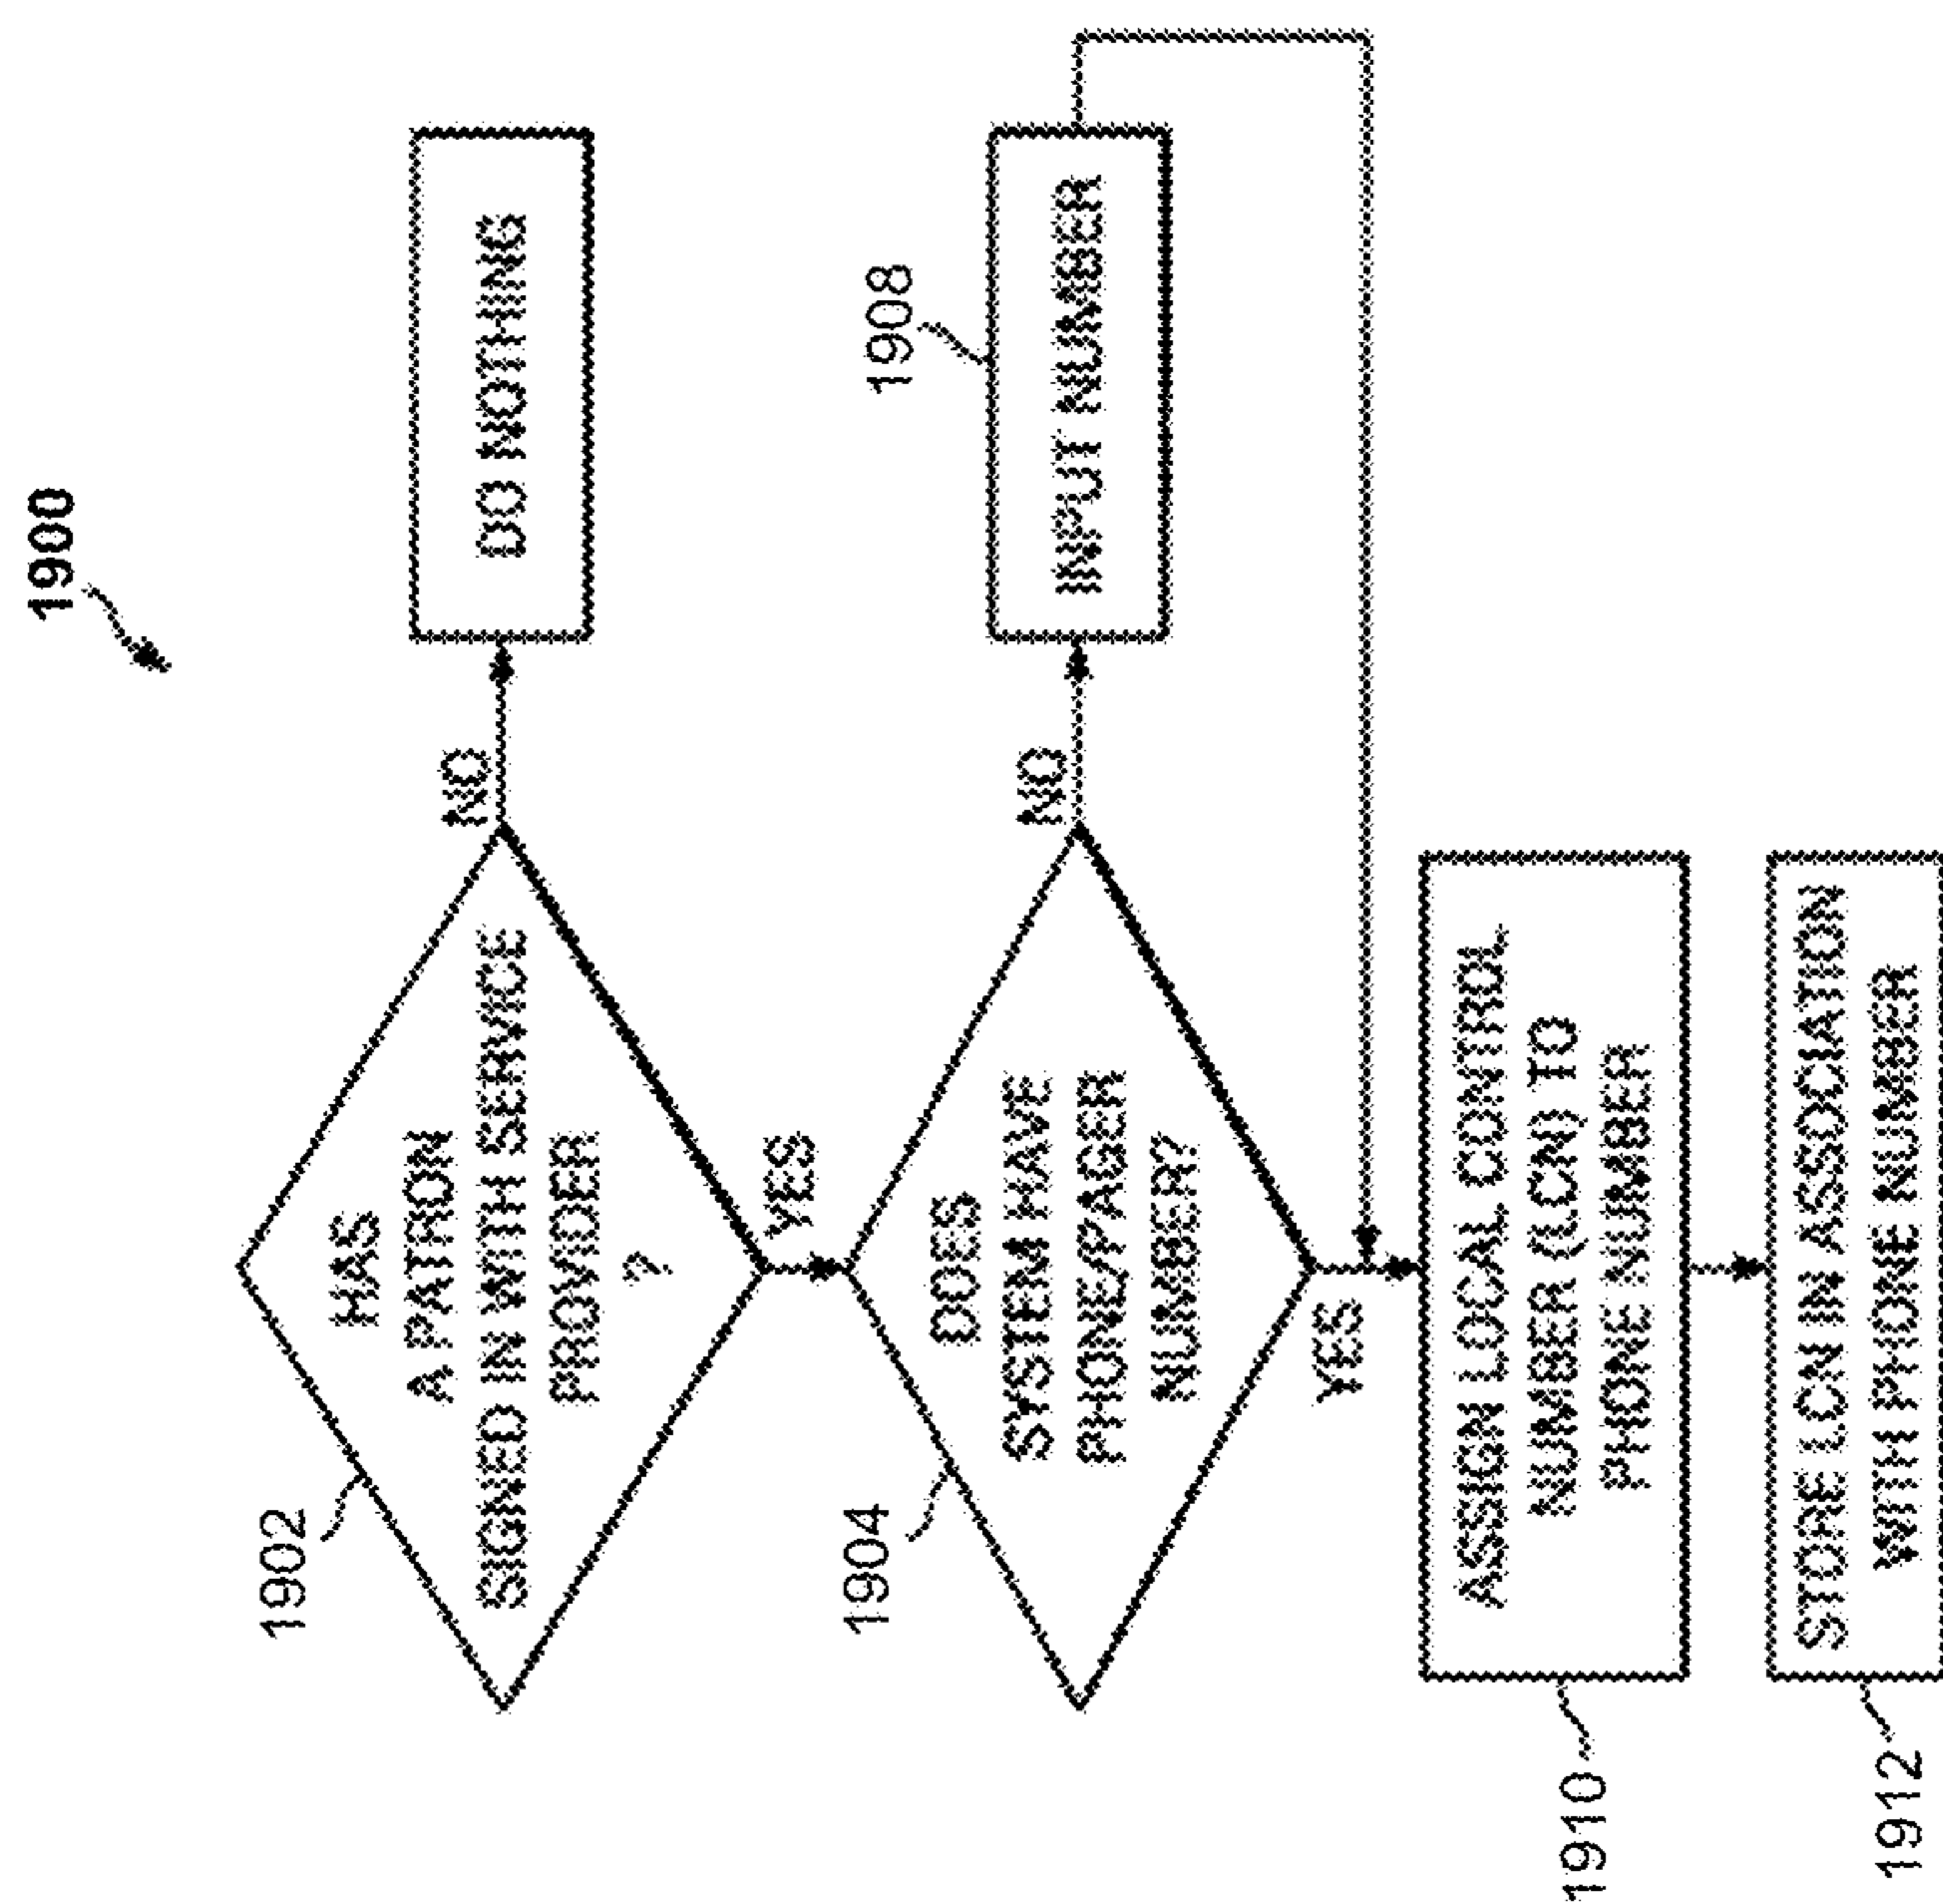 1900
1902
HAS
A PATRON
SIGNED IN WITH SERVICE
PROVIDER
?
NO
DO NOTHING
YES
1904
DOES
SYSTEM HAVE
PHONE/PAGER
NUMBER?
NO
1908
INPUT NUMBER
YES
1910
ASSIGN LOCAL CONTROL
NUMBER (LCN) TO
PHONE NUMBER
1912
STORE LCN IN ASSOCIATION
WITH PHONE NUMBER